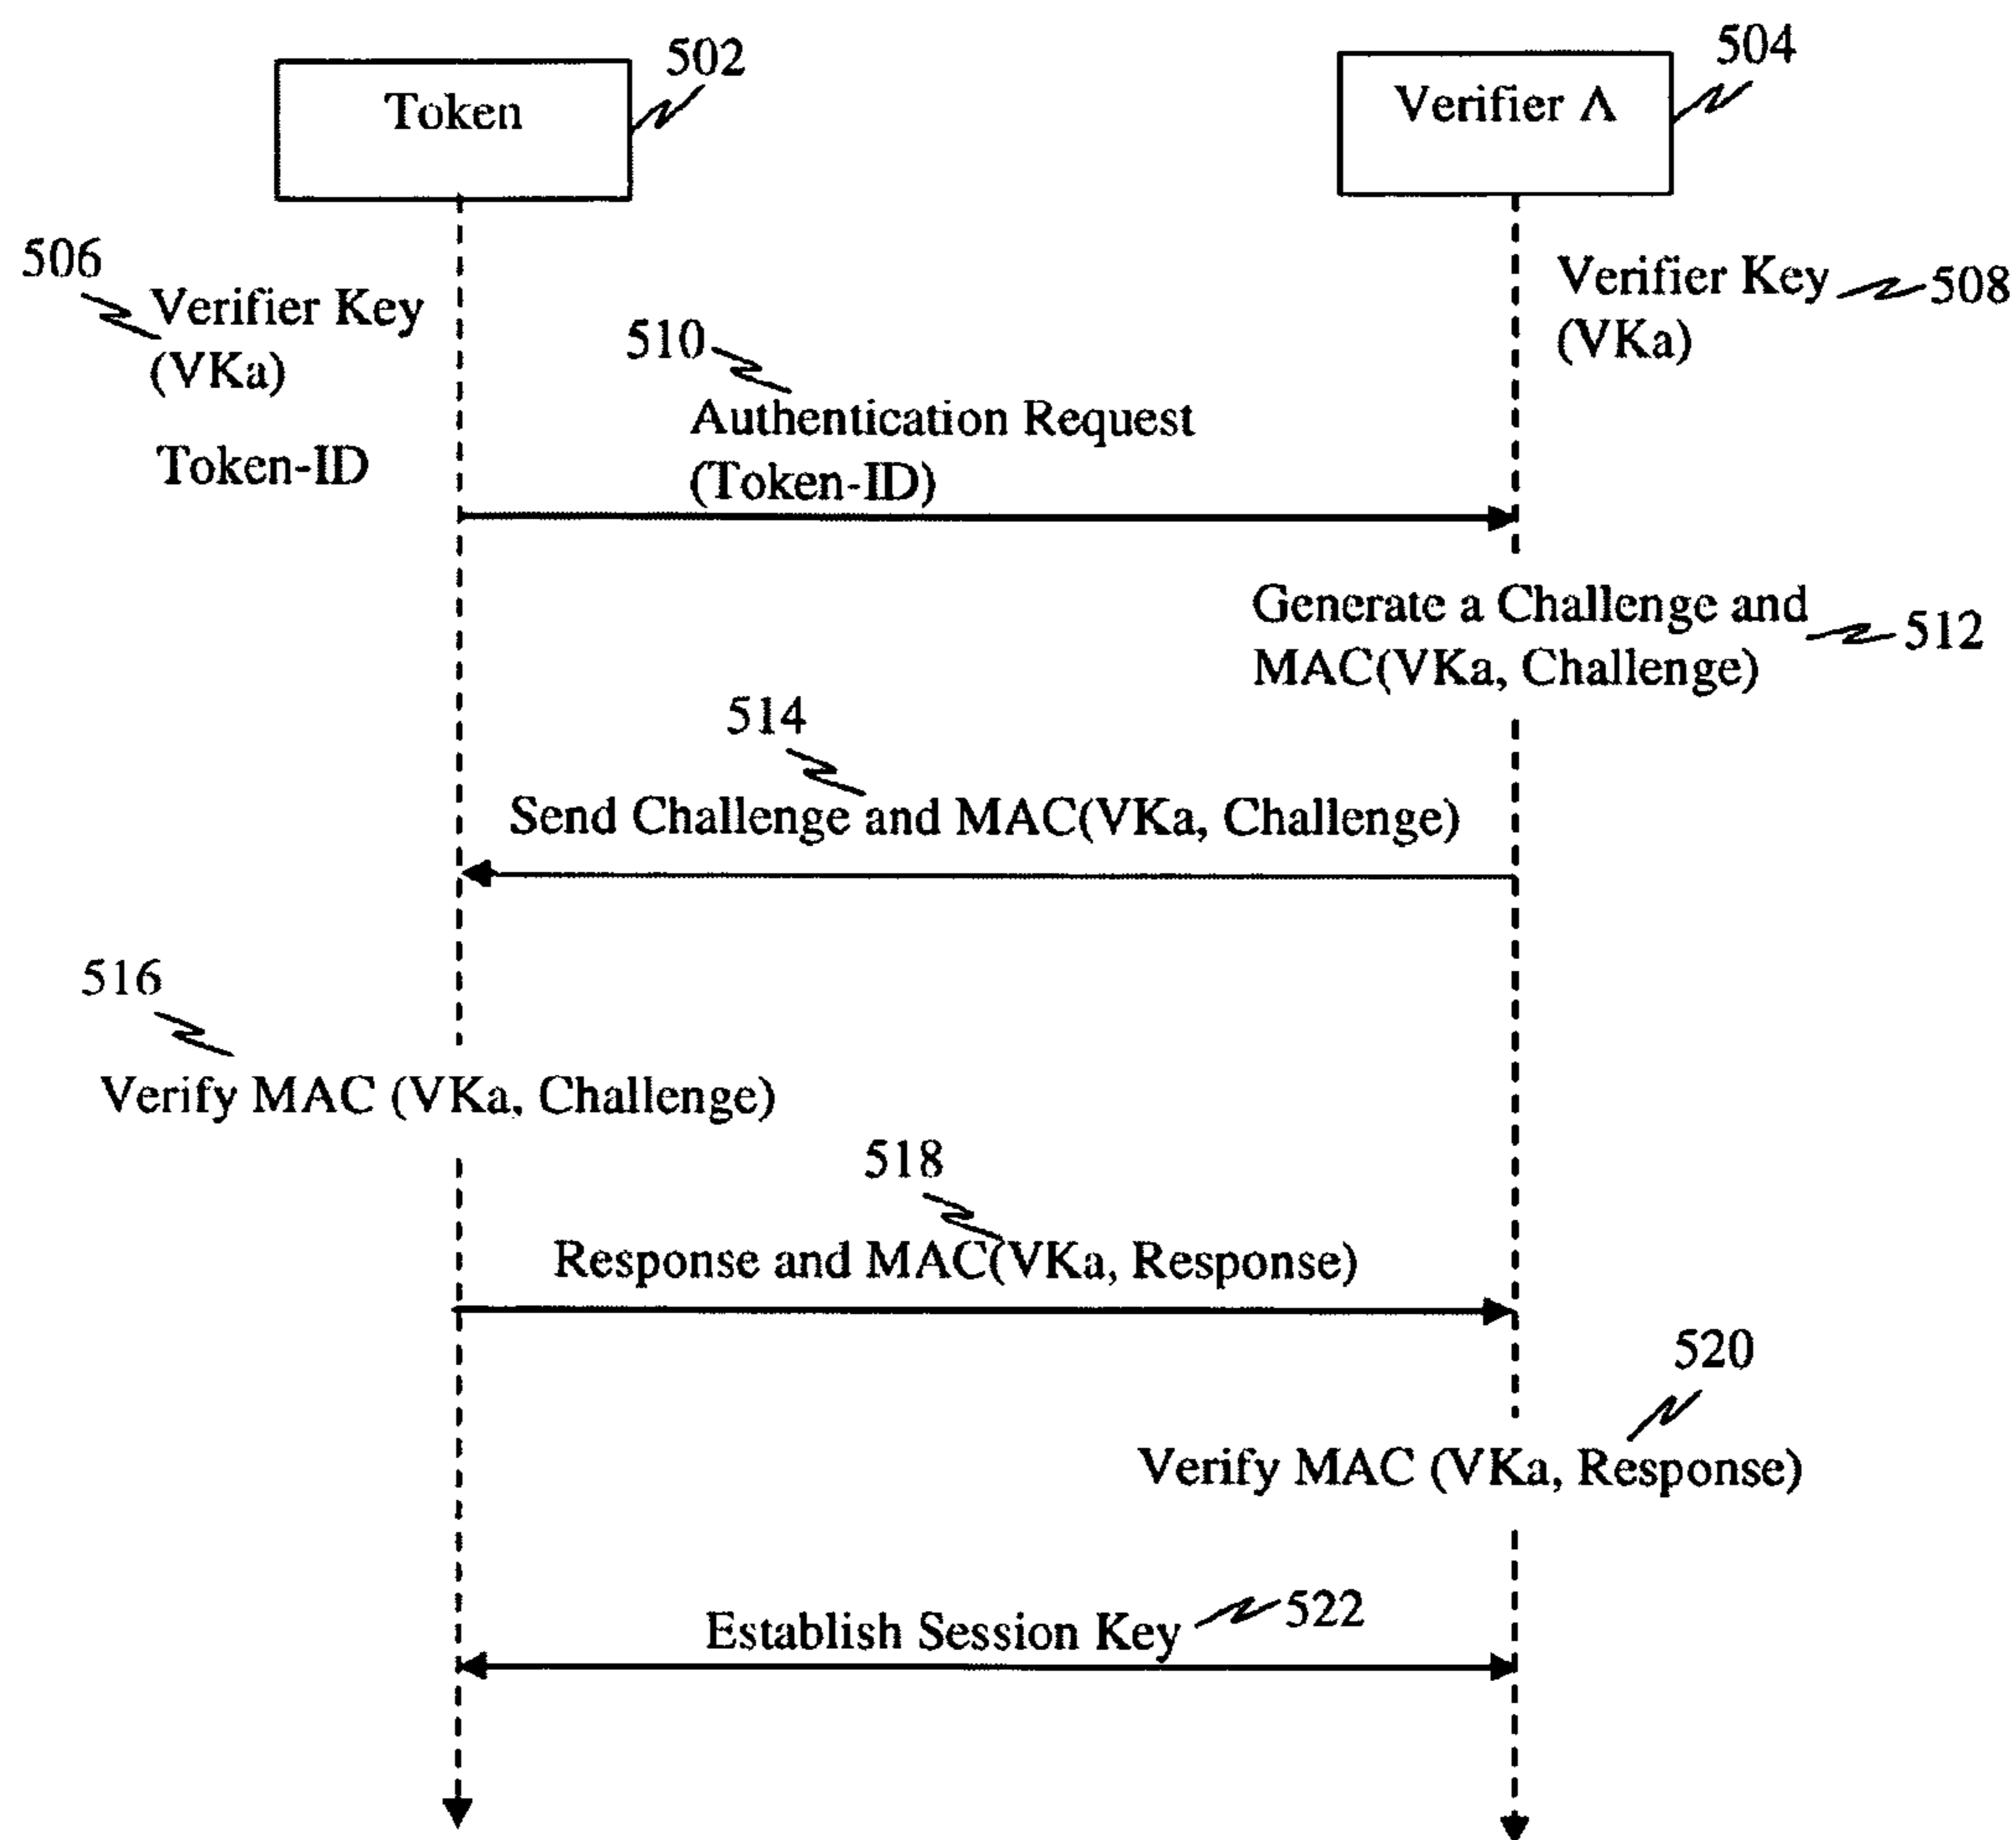 502
504
Token
Verifier A
506
Verifier Key
(VKa)
Token-ID
Verifier Key
(VKa)
508
510
Authentication Request
(Token-ID)
Generate a Challenge and
MAC(VKa, Challenge)
512
514
Send Challenge and MAC(VKa, Challenge)
516
Verify MAC (VKa, Challenge)
518
Response and MAC(VKa, Response)
520
Verify MAC (VKa, Response)
Establish Session Key
522